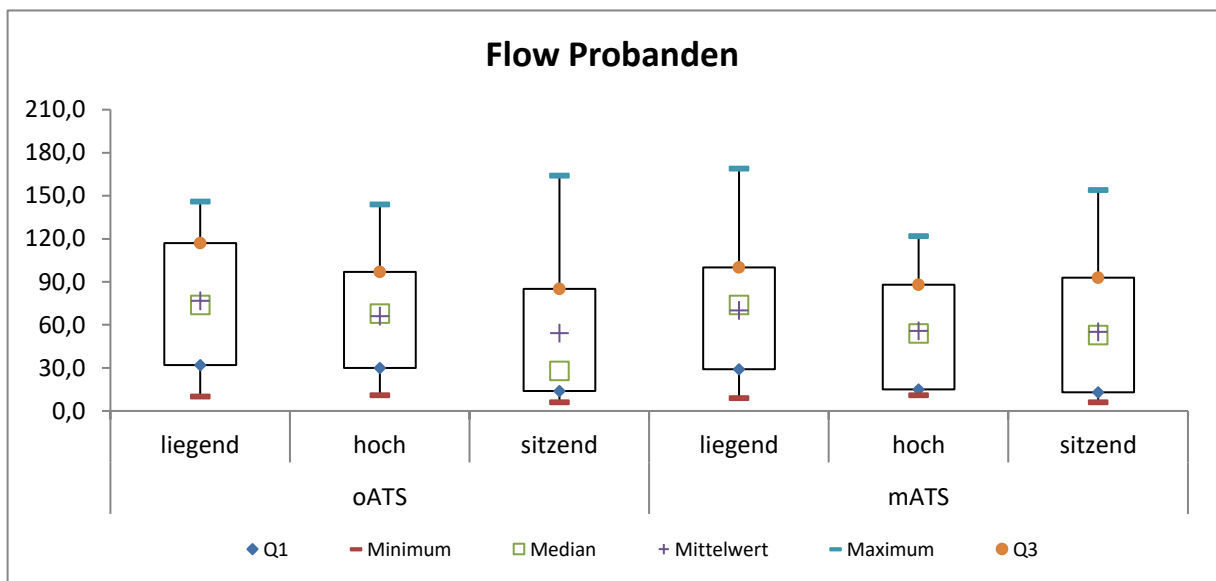 Flow Probanden
210,0
180,0
150,0
120,0
90,0
60,0
30,0
0,0
liegend hoch sitzend liegend hoch sitzend
oATS mATS
Q1 Minimum Median Mittelwert Maximum Q3